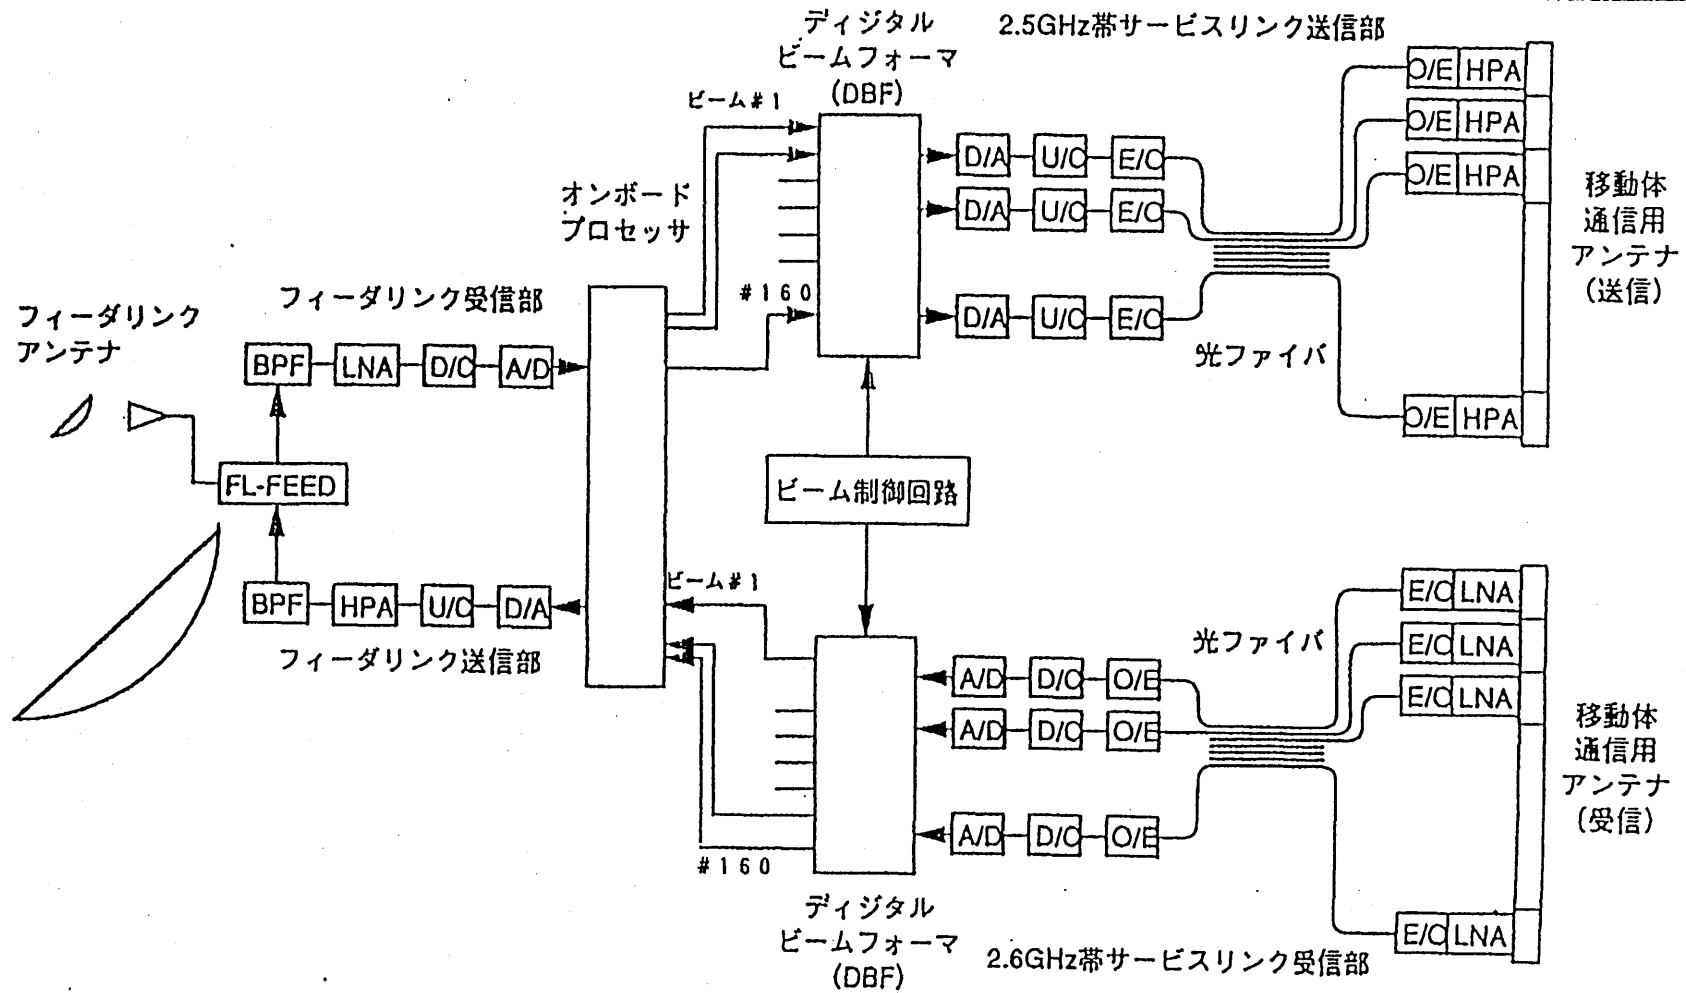 ディジタル
ビームフォーマ
(DBF)
2.5GHz帯サービスリンク送信部
ビーム#1
#160
オンボード
プロセッサ
D/A U/C E/O
D/A U/C E/O
D/A U/C E/O
O/E HPA
O/E HPA
O/E HPA
O/E HPA
移動体
通信用
アンテナ
(送信)
光ファイバ
フィーダリンク
アンテナ
フィーダリンク受信部
BPF LNA D/C A/D
FL-FEED
BPF HPA U/C D/A
フィーダリンク送信部
ビーム制御回路
ビーム#1
#160
光ファイバ
A/D D/C O/E
A/D D/C O/E
A/D D/C O/E
E/O LNA
E/O LNA
E/O LNA
E/O LNA
移動体
通信用
アンテナ
(受信)
ディジタル
ビームフォーマ
(DBF)
2.6GHz帯サービスリンク受信部